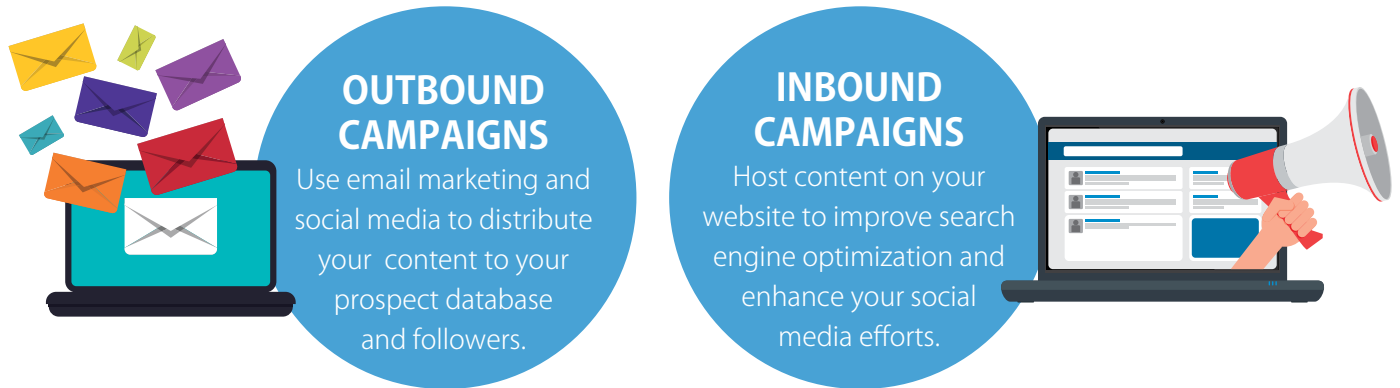 OUTBOUND
CAMPAIGNS
Use email marketing and
social media to distribute
your content to your
prospect database
and followers.
INBOUND
CAMPAIGNS
Host content on your
website to improve search
engine optimization and
enhance your social
media efforts.